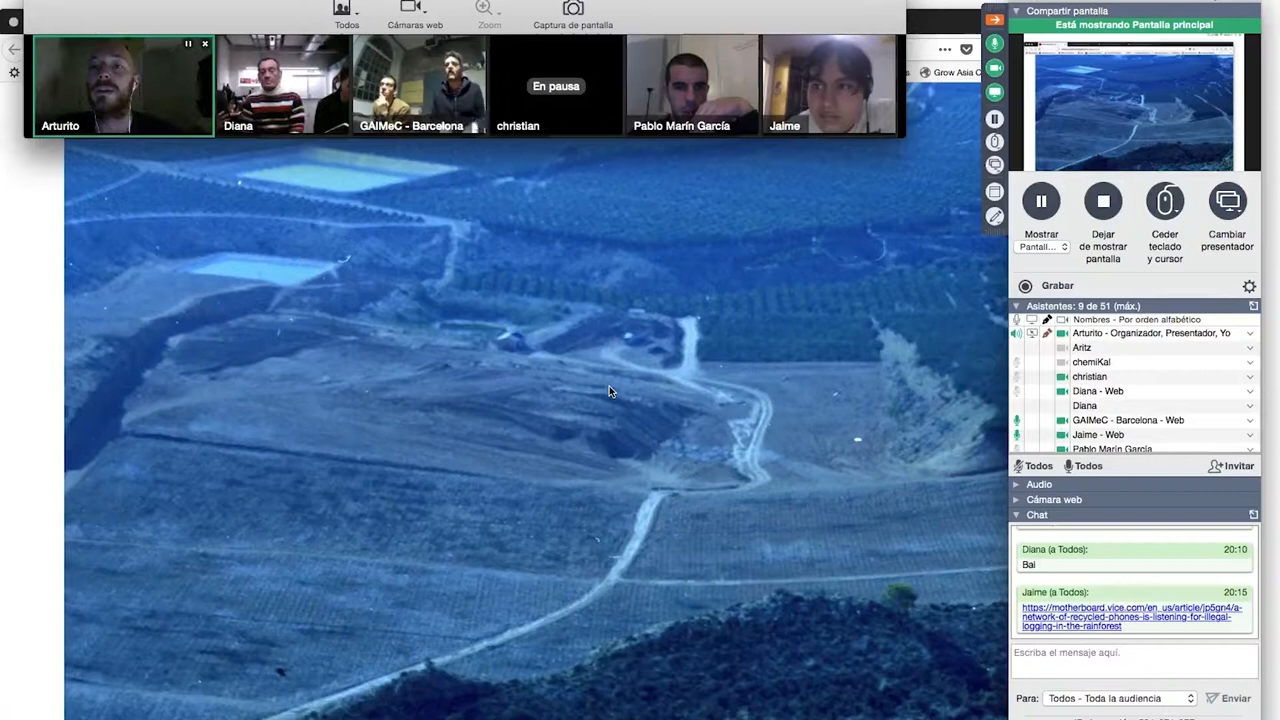 Todos
Cámaras web
Zoom
Captura de pantalla
Arturito
Diana
GAIMeC - Barcelona
En pausa
christian
Pablo Marín García
Jaime
Grow Asia C
Compartir pantalla
Está mostrando Pantalla principal
Mostrar
Pantall...
Dejar
de mostrar
pantalla
Ceder
teclado
y cursor
Cambiar
presentador
Grabar
Asistentes: 9 de 51 (máx.)
Nombres - Por orden alfabético
Arturito - Organizador, Presentador, Yo
Aritz
chemiKal
christian
Diana - Web
Diana
GAIMeC - Barcelona - Web
Jaime - Web
Pablo Marín García
Todos
Todos
Invitar
Audio
Cámara web
Chat
Diana (a Todos): 20:10
Bai
Jaime (a Todos): 20:15
https://motherboard.vice.com/en_us/article/jp5gn4/a-
network-of-recycled-phones-is-listening-for-illegal-
logging-in-the-rainforest
Escriba el mensaje aquí.
Para: Todos - Toda la audiencia
Enviar